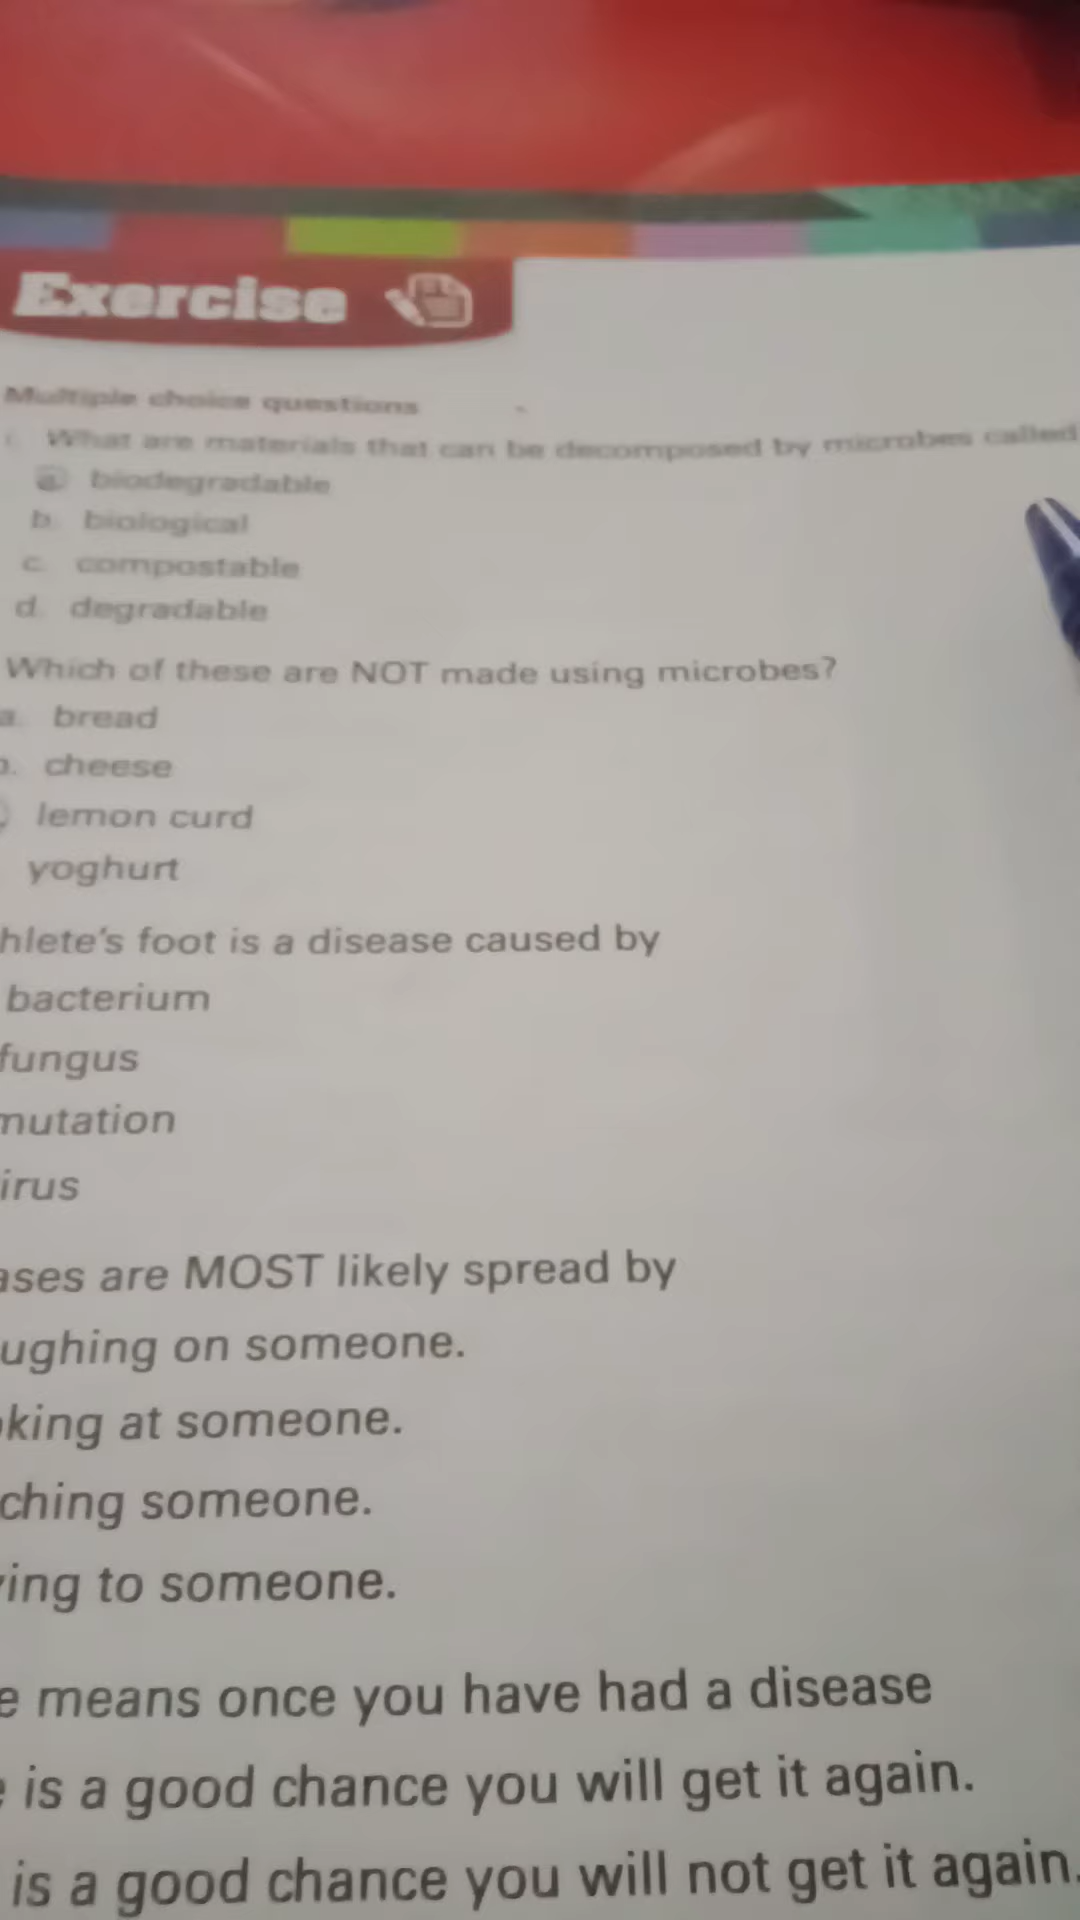 Exercise
Multiple choice questions
What are materials that can be decomposed by microbes called
a. biodegradable
b. biological
c. compostable
d. degradable
Which of these are NOT made using microbes?
a. bread
b. cheese
lemon curd
yoghurt
hlete's foot is a disease caused by
bacterium
fungus
mutation
irus
ases are MOST likely spread by
ughing on someone.
king at someone.
ching someone.
ing to someone.
e means once you have had a disease
is a good chance you will get it again.
is a good chance you will not get it again.